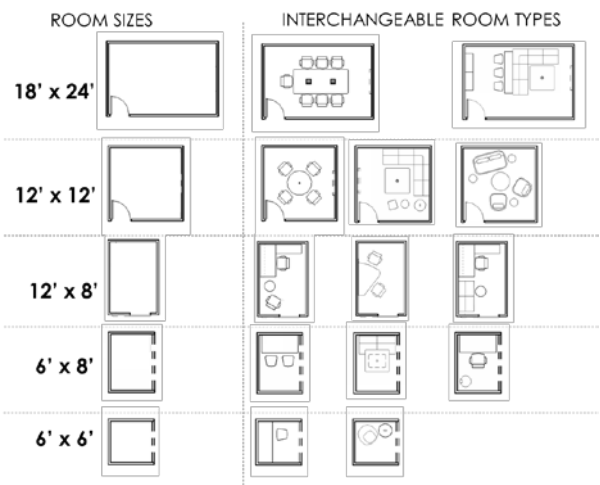 ROOM SIZES
INTERCHANGEABLE ROOM TYPES
18' x 24'
12' x 12'
12' x 8'
6' x 8'
6' x 6'